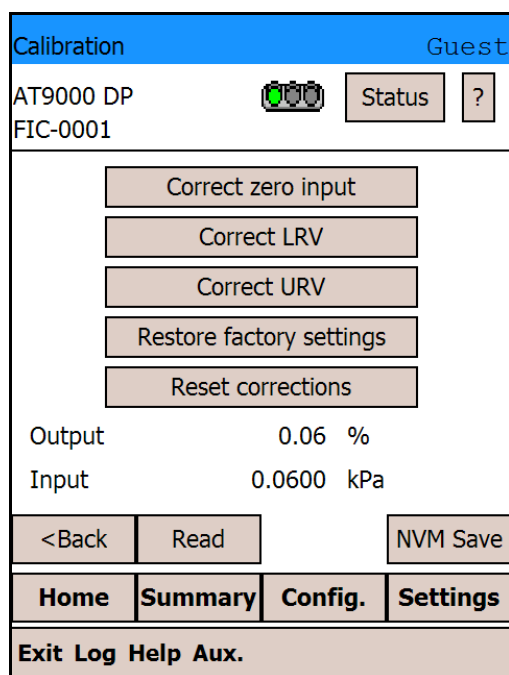 Calibration Guest
AT9000 DP Status ?
FIC-0001
Correct zero input
Correct LRV
Correct URV
Restore factory settings
Reset corrections
Output 0.06 %
Input 0.0600 kPa
<Back Read NVM Save
Home Summary Config. Settings
Exit Log Help Aux.